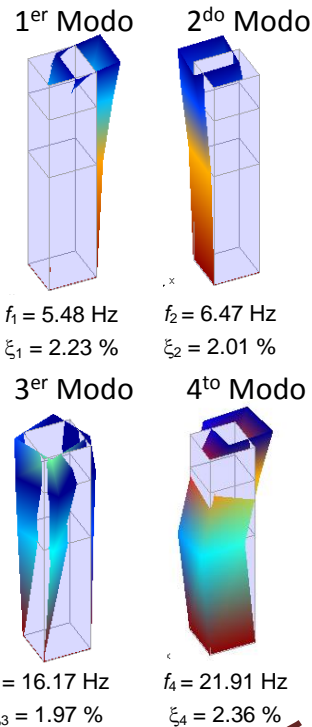 1er Modo
2do Modo
x
f1 = 5.48 Hz
ξ1 = 2.23 %
f2 = 6.47 Hz
ξ2 = 2.01 %
3er Modo
4to Modo
= 16.17 Hz
3 = 1.97 %
f4 = 21.91 Hz
ξ4 = 2.36 %